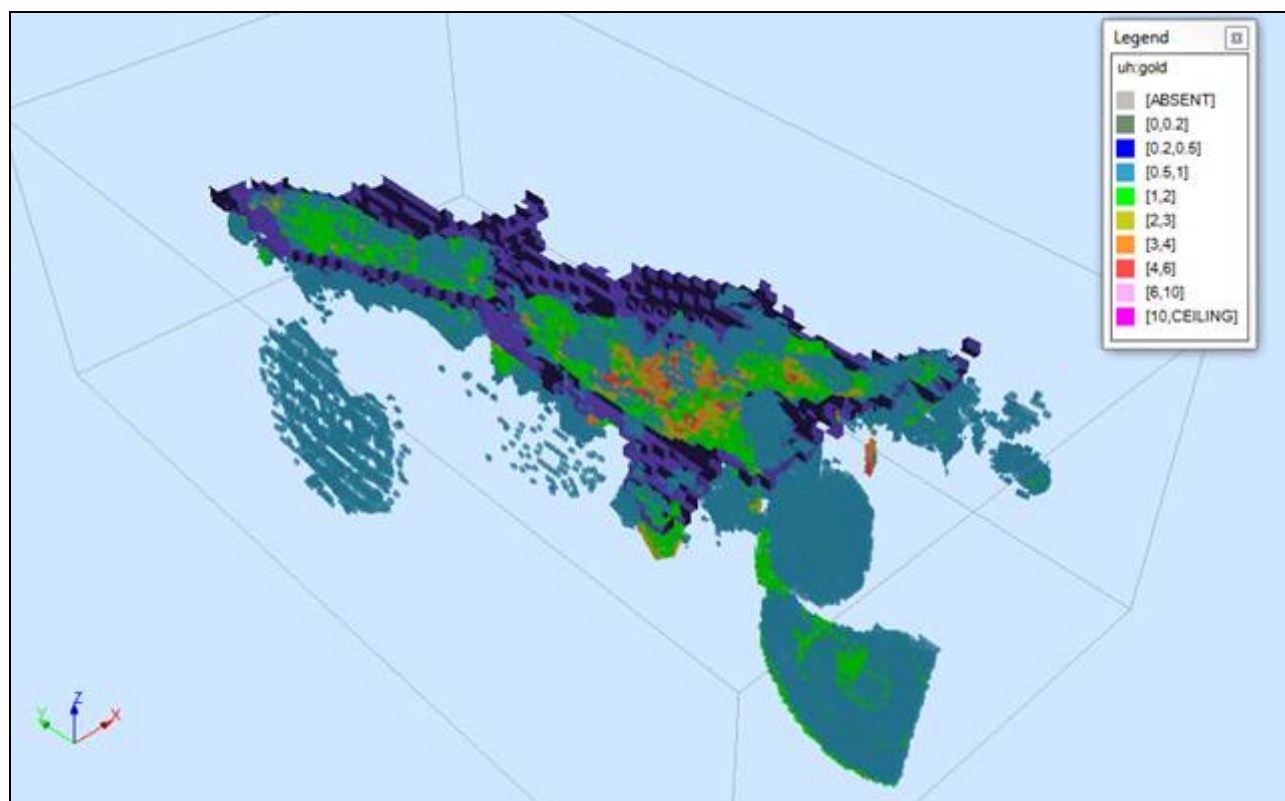 Legend
uh:gold
[ABSENT]
[0,0.2]
[0.2,0.5]
[0.5,1]
[1,2]
[2,3]
[3,4]
[4,6]
[6,10]
[10,CEILING]
Z
Y X